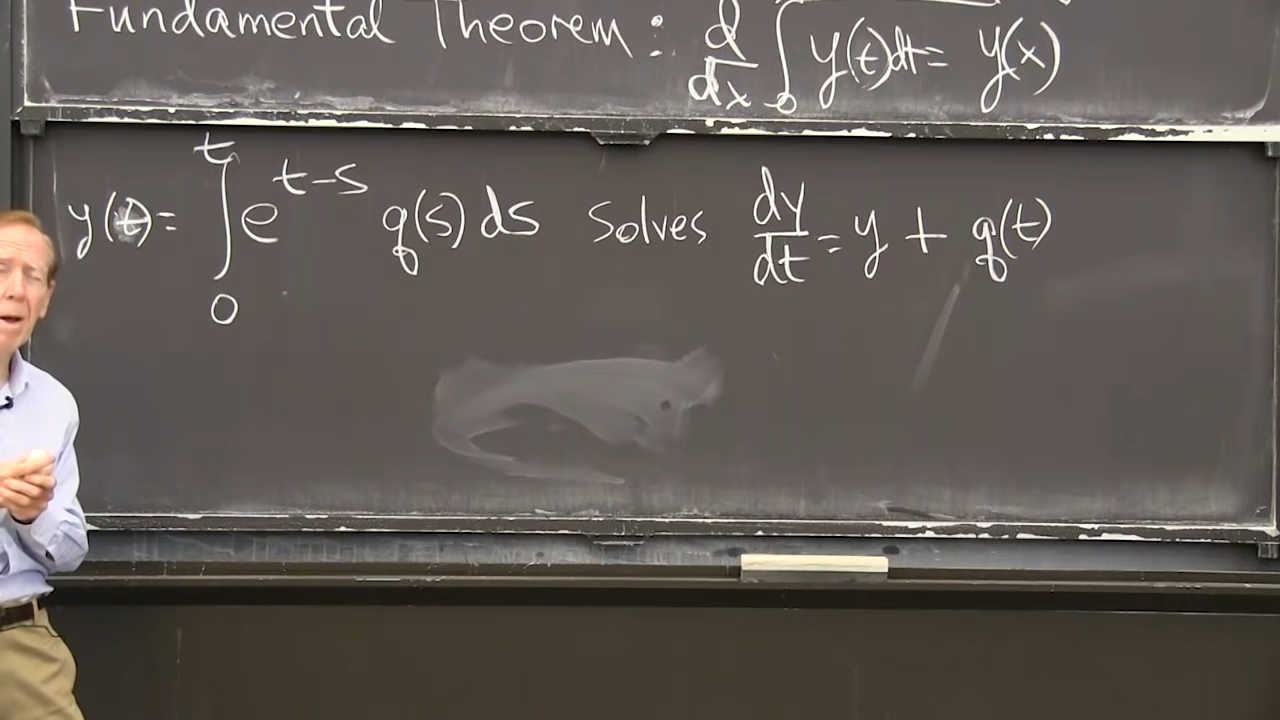 Fundamental Theorem: d/dx ∫₀ y(t)dt = y(x)
y(t) = ∫₀ᵗ e^(t-s) q(s) ds solves dy/dt = y + q(t)